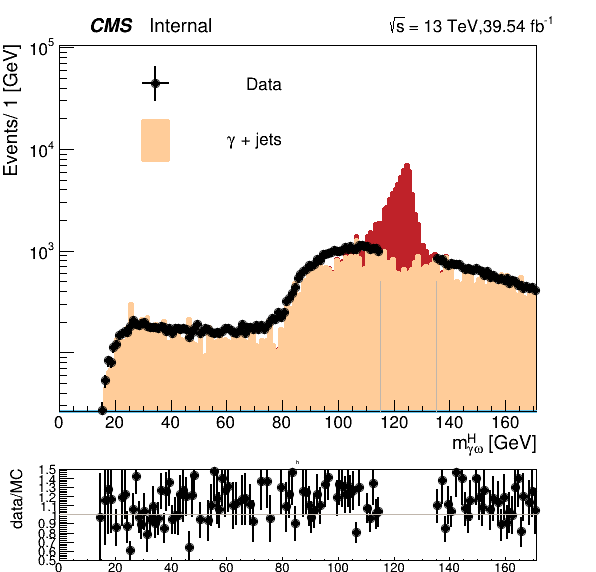 CMS Internal √s = 13 TeV,39.54 fb⁻¹
Events/ 1 [GeV]
10⁵
10⁴
10³
Data
γ + jets
0 20 40 60 80 100 120 140 160
m^H_γω [GeV]
data/MC
1.5
1.4
1.3
1.2
1.1
1
0.9
0.8
0.7
0.6
0.5
0 20 40 60 80 100 120 140 160